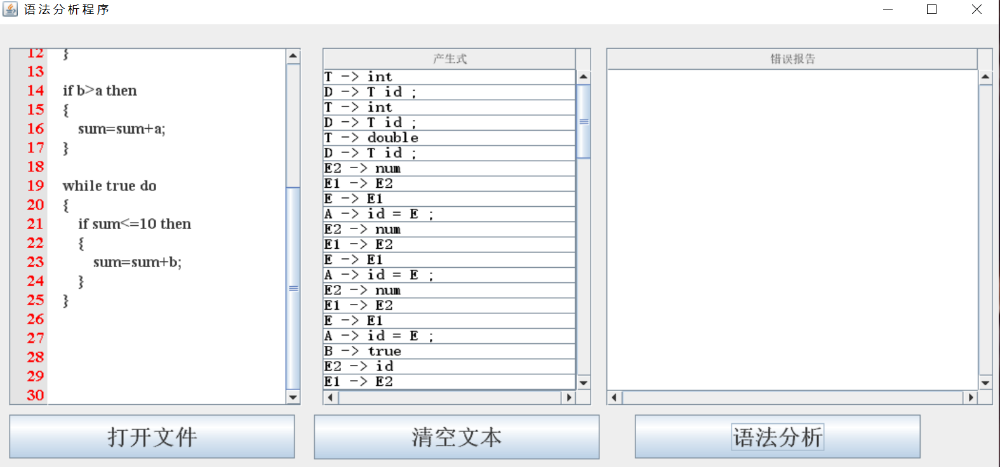 语法分析程序
12 }
13
14 if b>a then
15 {
16 sum=sum+a;
17 }
18
19 while true do
20 {
21 if sum<=10 then
22 {
23 sum=sum+b;
24 }
25 }
26
27
28
29
30
产生式
T -> int
D -> T id ;
T -> int
D -> T id ;
T -> double
D -> T id ;
E2 -> num
E1 -> E2
E -> E1
A -> id = E ;
E2 -> num
E1 -> E2
E -> E1
A -> id = E ;
E2 -> num
E1 -> E2
E -> E1
A -> id = E ;
B -> true
E2 -> id
E1 -> E2
错误报告
打开文件
清空文本
语法分析